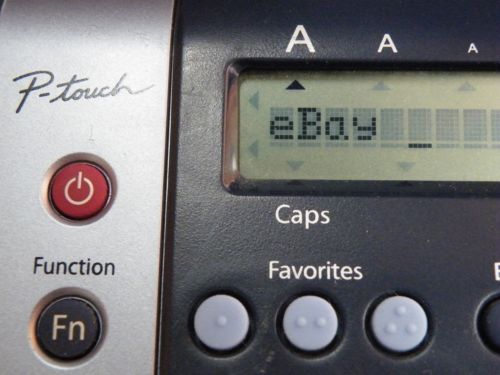 A A A
P-touch
eBay _
Caps
Function
Favorites
Fn